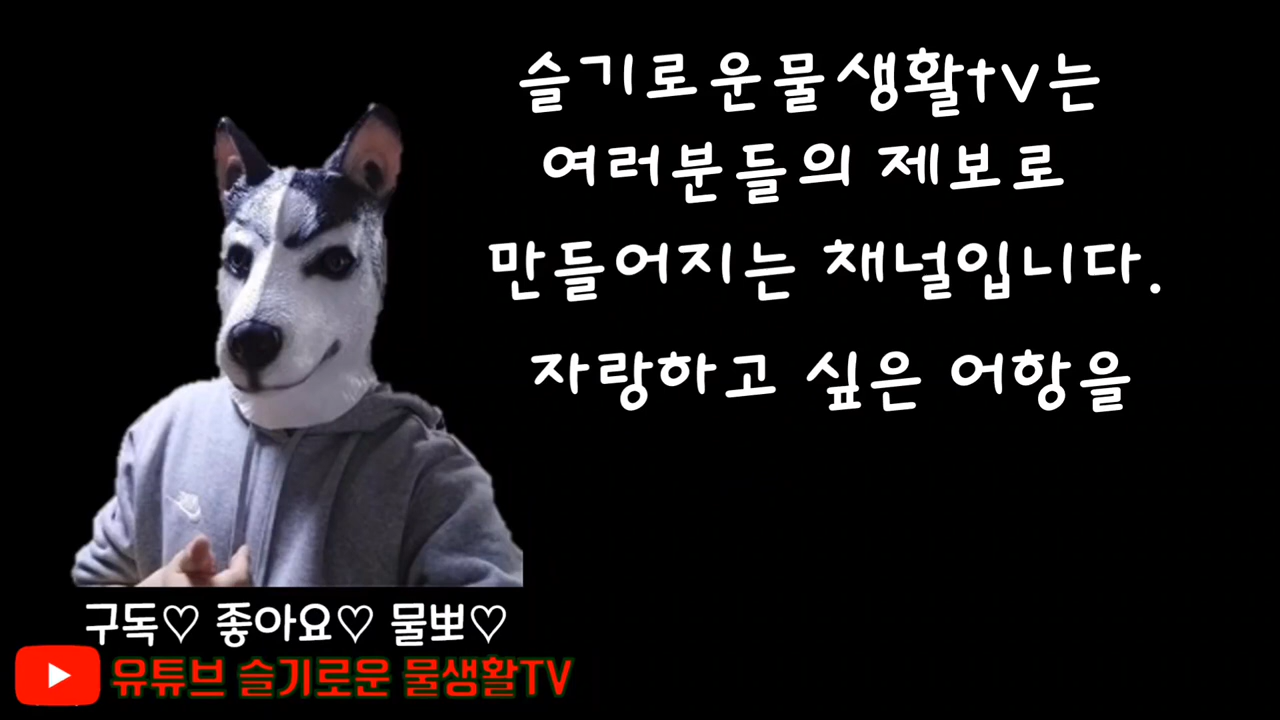 슬기로운물생활tv는
여러분들의 제보로
만들어지는 채널입니다.
자랑하고 싶은 어항을
구독♡ 좋아요♡ 물뽀♡
유튜브 슬기로운 물생활TV